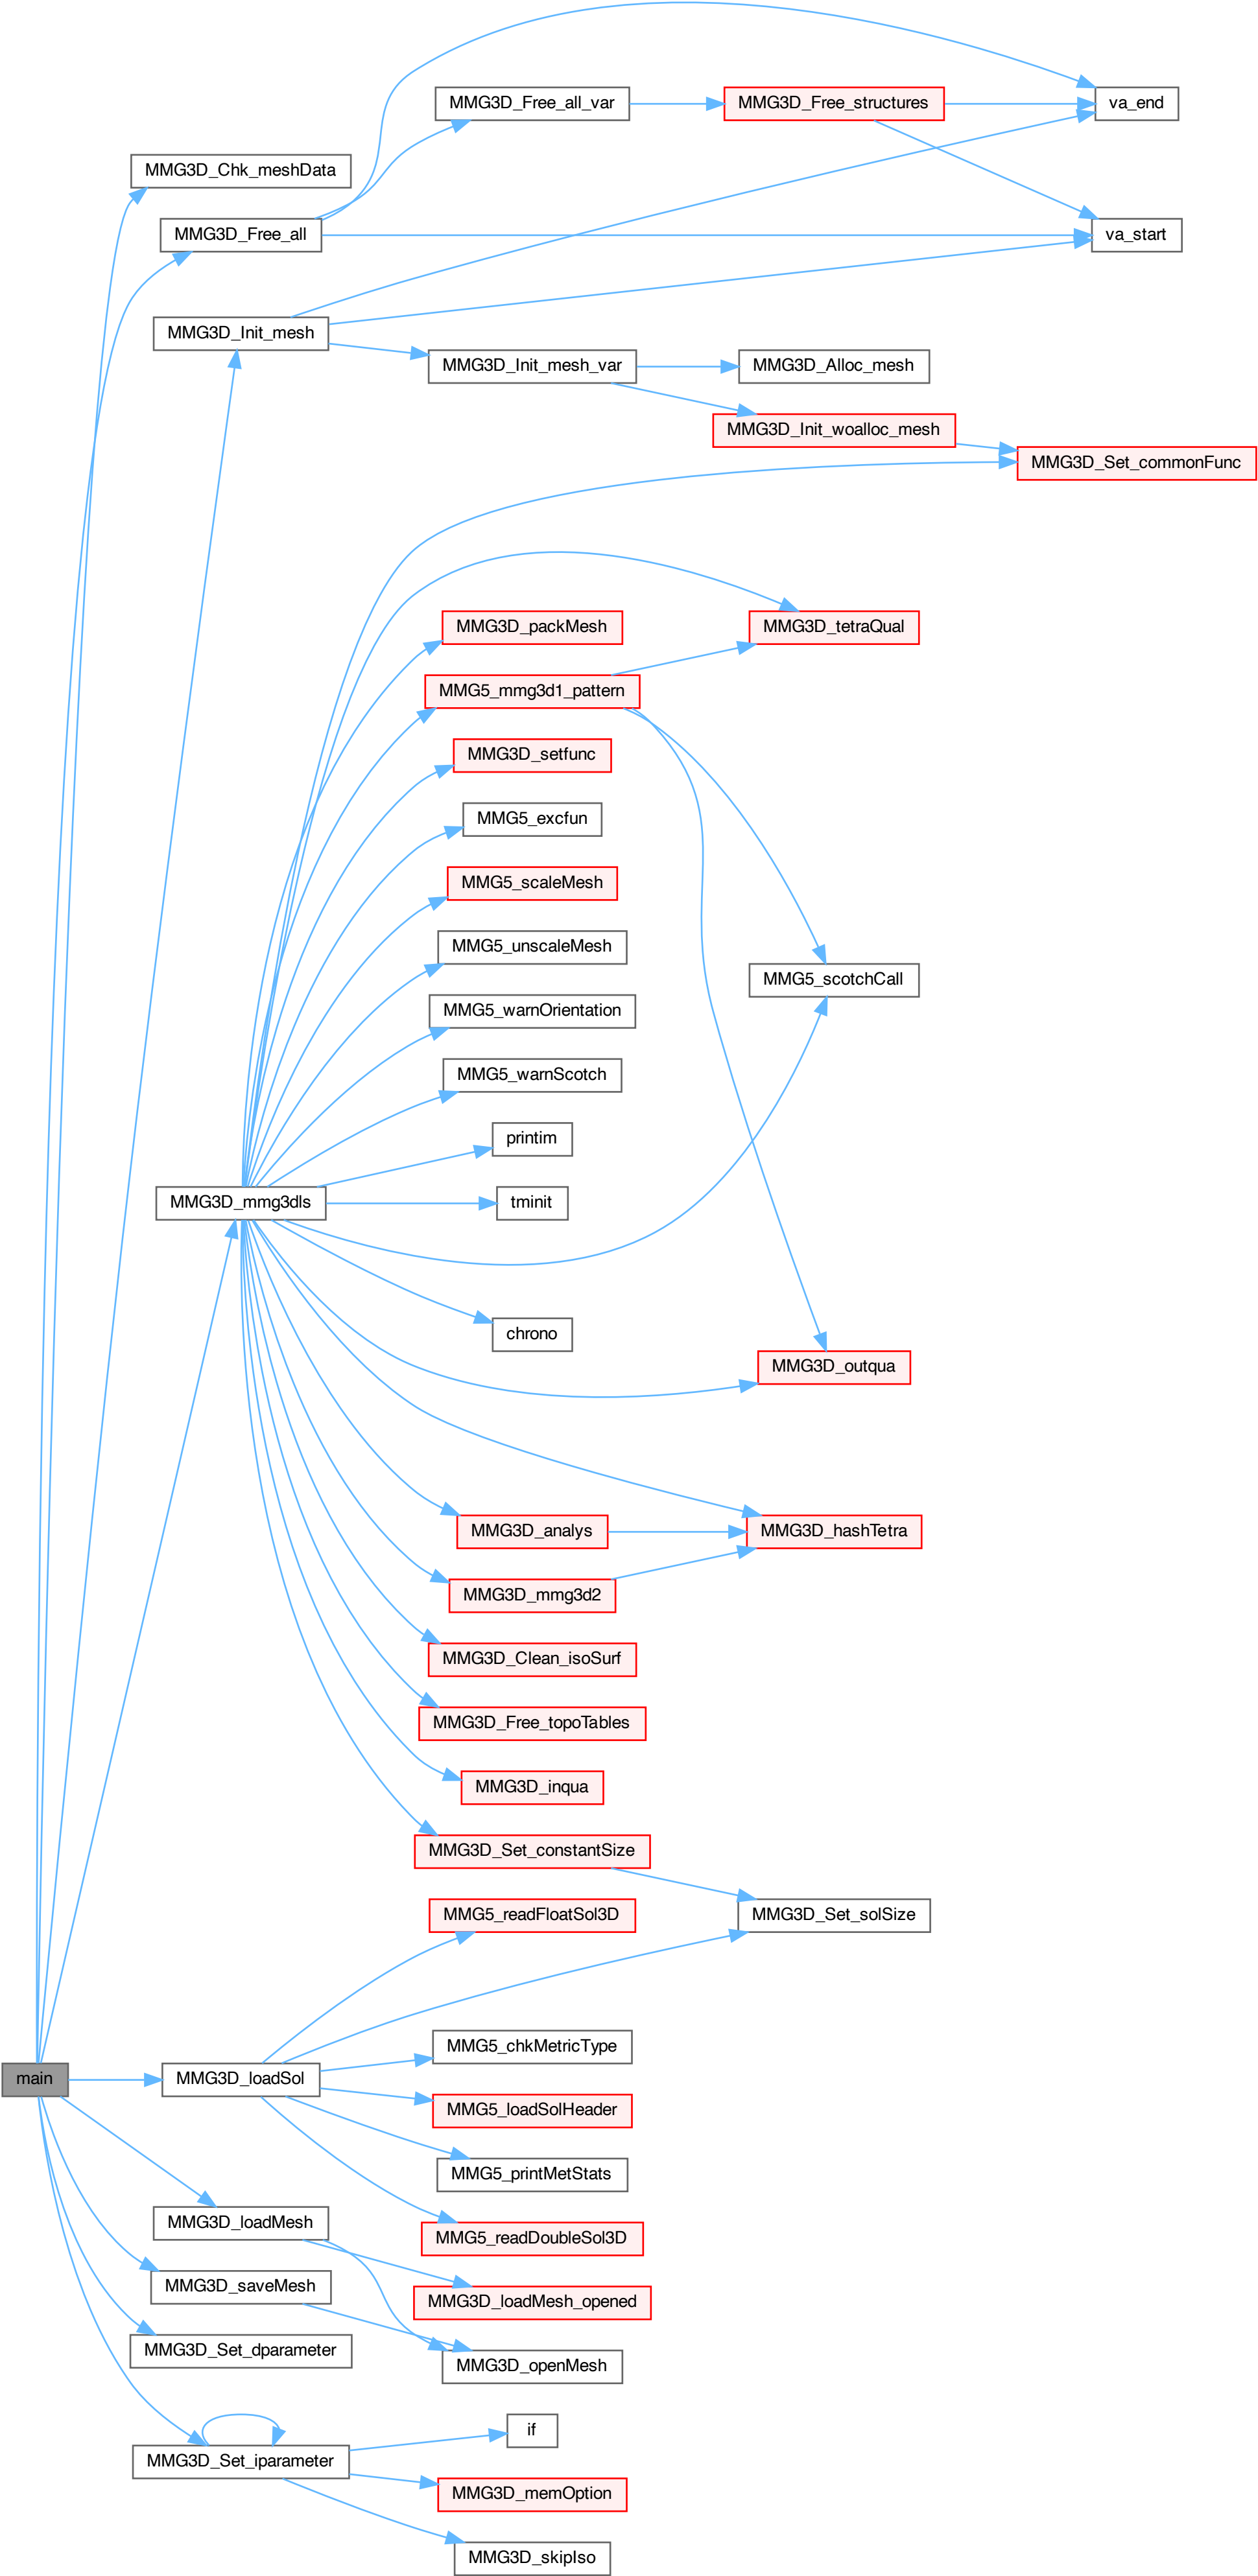 MMG3D_Free_all_var
MMG3D_Free_structures
va_end
MMG3D_Chk_meshData
MMG3D_Free_all
va_start
MMG3D_Init_mesh
MMG3D_Init_mesh_var
MMG3D_Alloc_mesh
MMG3D_Init_woalloc_mesh
MMG3D_Set_commonFunc
MMG3D_packMesh
MMG3D_tetraQual
MMG5_mmg3d1_pattern
MMG3D_setfunc
MMG5_excfun
MMG5_scaleMesh
MMG5_unscaleMesh
MMG5_scotchCall
MMG5_warnOrientation
MMG5_warnScotch
printim
MMG3D_mmg3dls
tminit
chrono
MMG3D_outqua
MMG3D_analys
MMG3D_hashTetra
MMG3D_mmg3d2
MMG3D_Clean_isoSurf
MMG3D_Free_topoTables
MMG3D_inqua
MMG3D_Set_constantSize
MMG5_readFloatSol3D
MMG3D_Set_solSize
MMG5_chkMetricType
main
MMG3D_loadSol
MMG5_loadSolHeader
MMG5_printMetStats
MMG3D_loadMesh
MMG5_readDoubleSol3D
MMG3D_saveMesh
MMG3D_loadMesh_opened
MMG3D_Set_dparameter
MMG3D_openMesh
if
MMG3D_Set_iparameter
MMG3D_memOption
MMG3D_skipIso